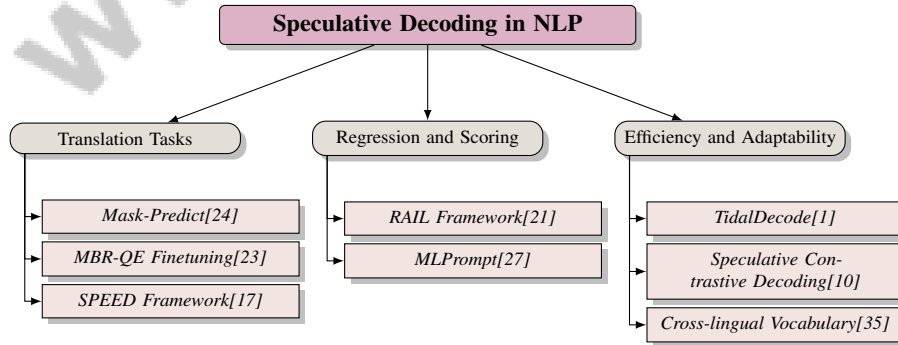 Speculative Decoding in NLP
Translation Tasks
Mask-Predict[24]
MBR-QE Finetuning[23]
SPEED Framework[17]
Regression and Scoring
RAIL Framework[21]
MLPrompt[27]
Efficiency and Adaptability
TidalDecode[1]
Speculative Con-
trastive Decoding[10]
Cross-lingual Vocabulary[35]